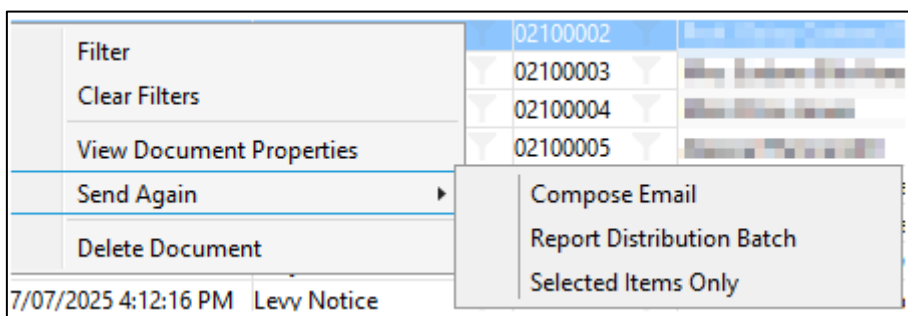 02100002
Filter
02100003
Clear Filters
02100004
View Document Properties
02100005
Send Again
Compose Email
Report Distribution Batch
Delete Document
Selected Items Only
7/07/2025 4:12:16 PM Levy Notice